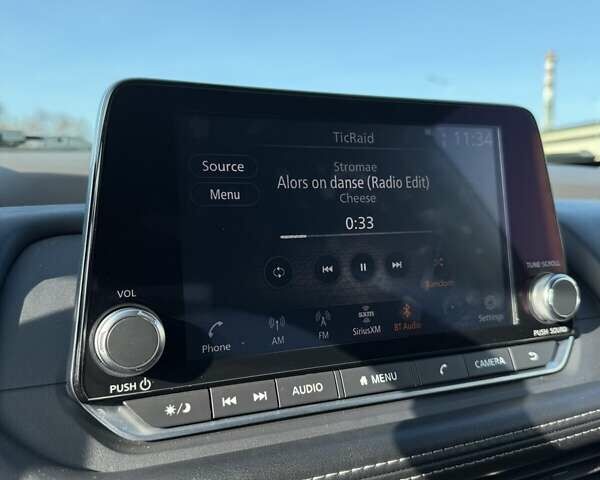 TicRaid
11:34
Source
Stromae
Alors on danse (Radio Edit)
Menu
Cheese
0:33
Random
TUNE·SCROLL
VOL
Phone
AM
FM
sxm
SiriusXM
BT Audio
Settings
PUSH
PUSH·SOUND
AUDIO
MENU
CAMERA